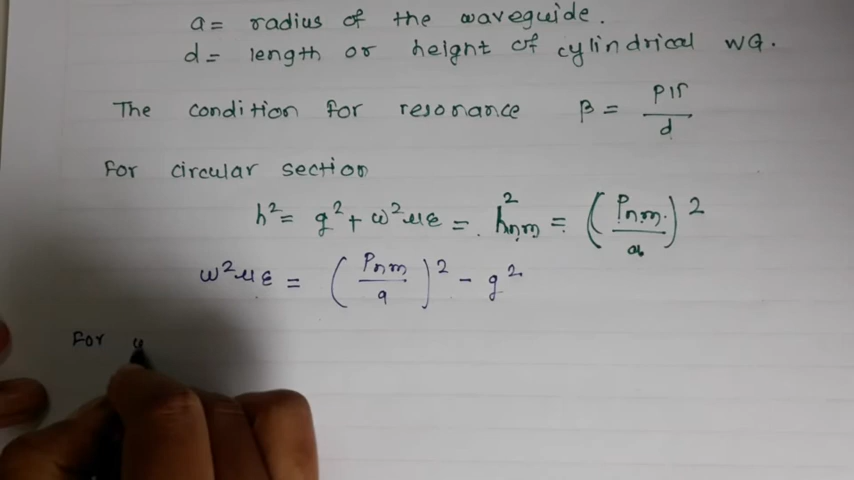 a = radius of the waveguide.
d = length or height of cylindrical WG.
The condition for resonance β = pπ/d
For circular section
h² = g² + ω²με = h²nm = (Pnm/a)²
ω²με = (Pnm/a)² - g²
For